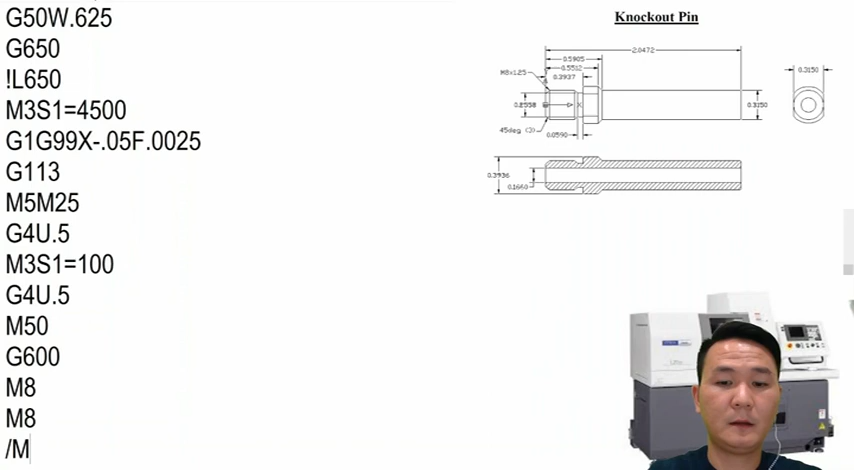 G50W.625
G650
!L650
M3S1=4500
G1G99X-.05F.0025
G113
M5M25
G4U.5
M3S1=100
G4U.5
M50
G600
M8
M8
/M
Knockout Pin
2.0472
0.5905
0.5512
0.3937
M8x1.25
0.2558
X
0.3150
0.3150
45deg (2)
0.0590
0.3936
0.1660